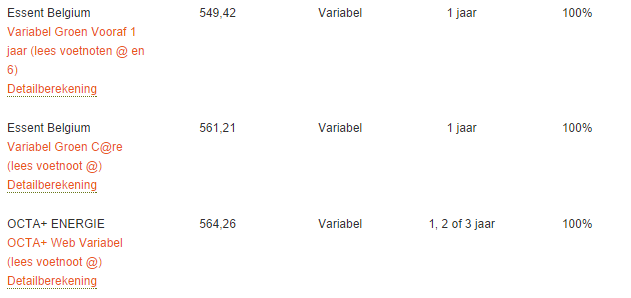 Essent Belgium 549,42 Variabel 1 jaar 100%
Variabel Groen Vooraf 1
jaar (lees voetnoten @ en
6)
Detailberekening
Essent Belgium 561,21 Variabel 1 jaar 100%
Variabel Groen C@re
(lees voetnoot @)
Detailberekening
OCTA+ ENERGIE 564,26 Variabel 1, 2 of 3 jaar 100%
OCTA+ Web Variabel
(lees voetnoot @)
Detailberekening